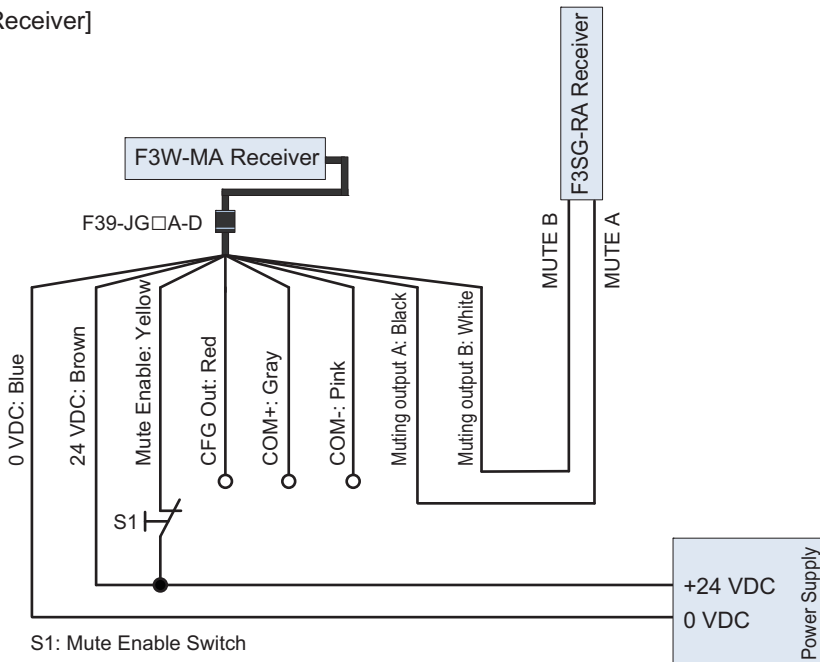 Receiver]
F3SG-RA Receiver
F3W-MA Receiver
F39-JG□A-D
MUTE B
MUTE A
0 VDC: Blue
24 VDC: Brown
Mute Enable: Yellow
CFG Out: Red
COM+: Gray
COM-: Pink
Muting output A: Black
Muting output B: White
S1
+24 VDC
0 VDC
Power Supply
S1: Mute Enable Switch